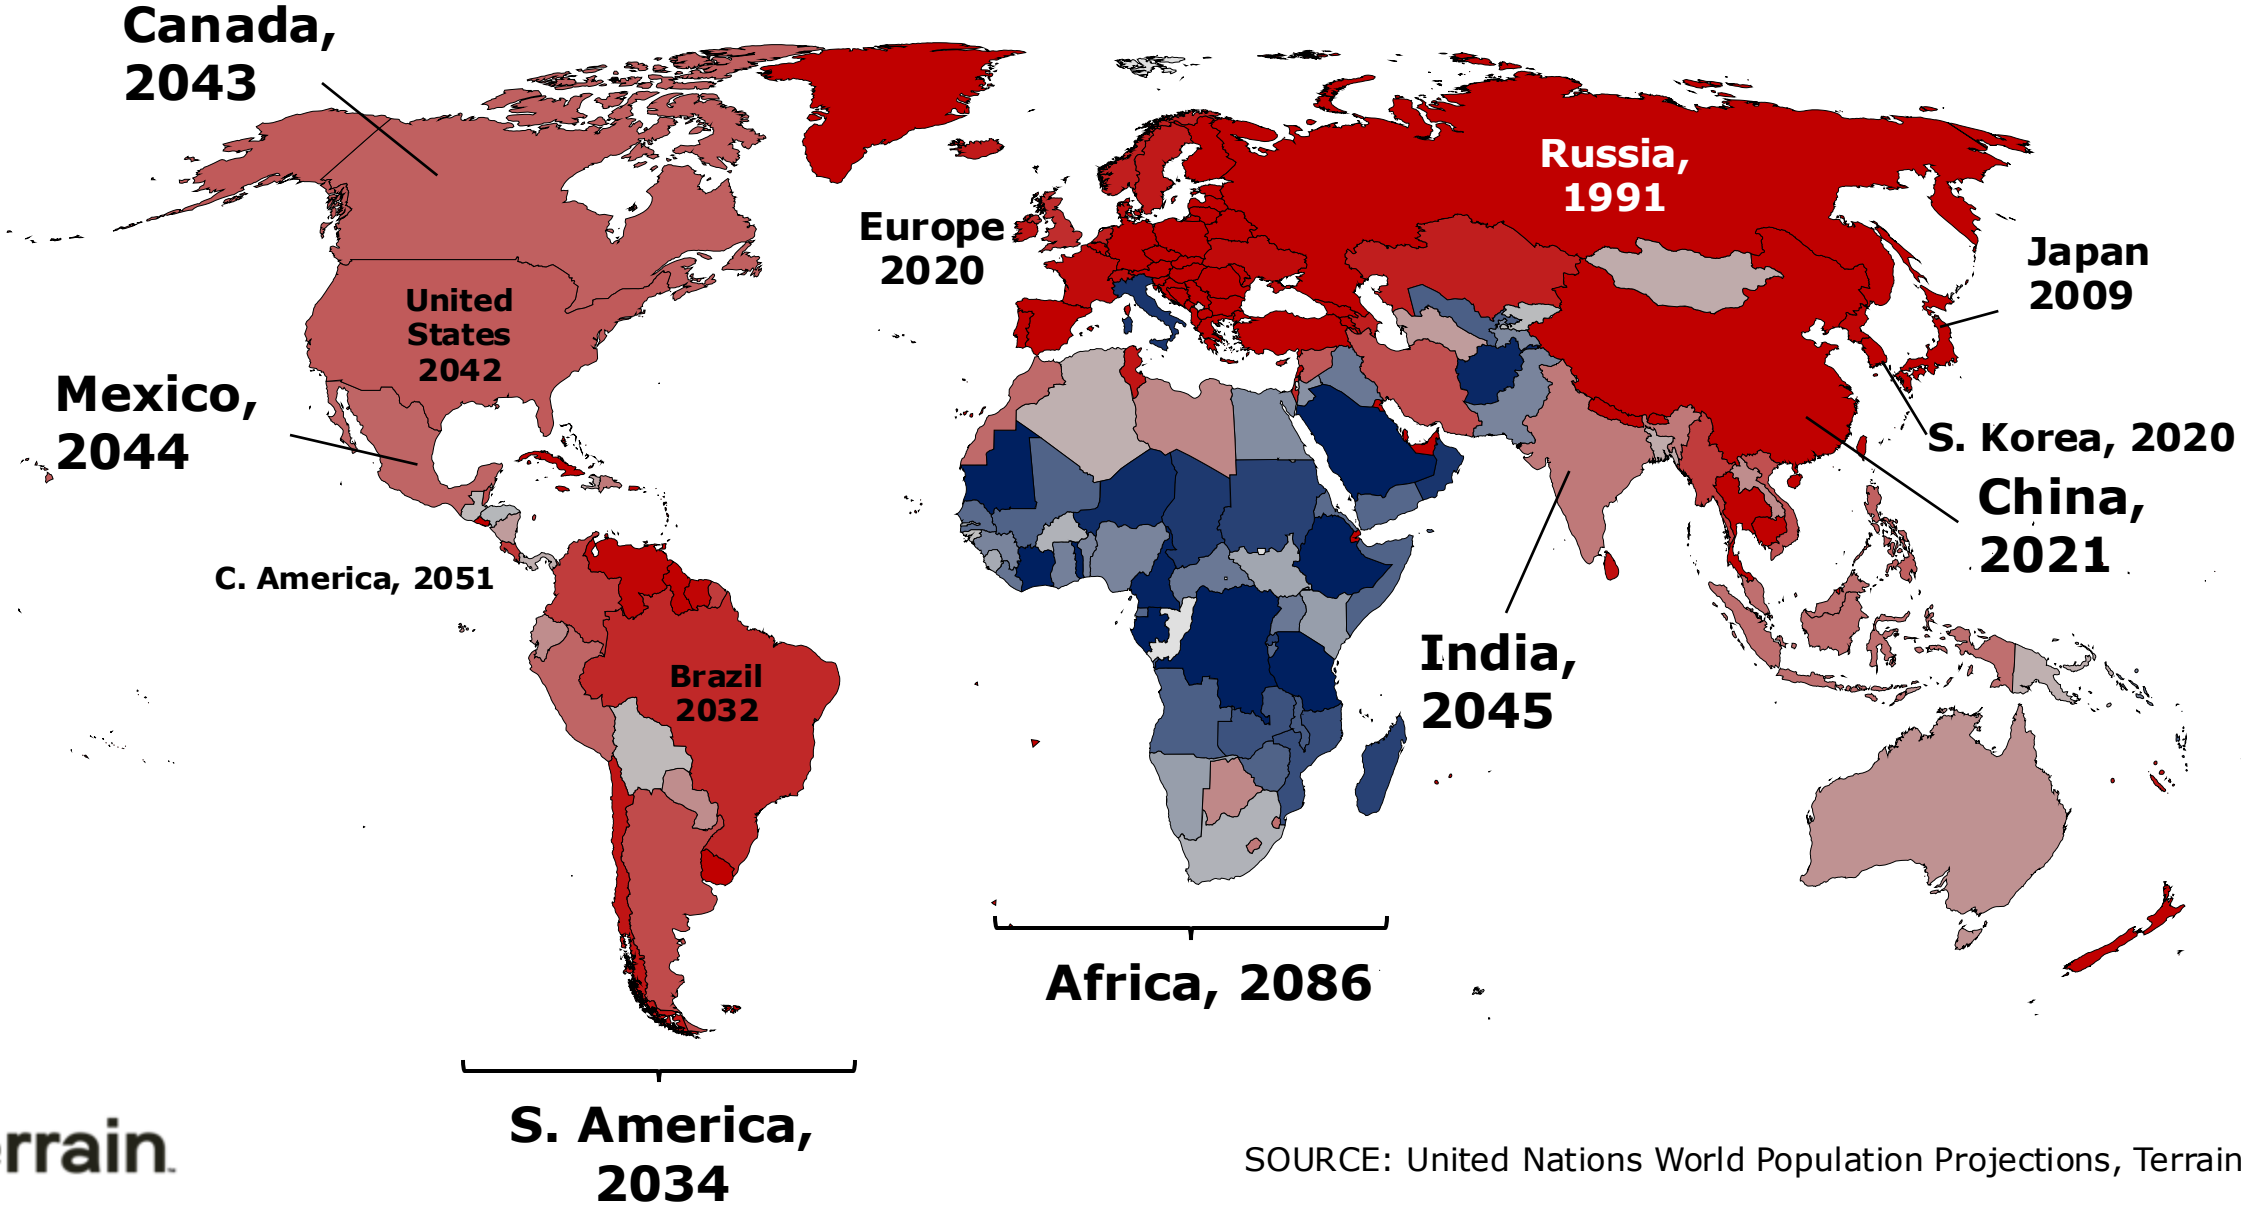 Canada,
2043
Russia,
1991
Europe
2020
Japan
2009
United
States
2042
Mexico,
2044
S. Korea, 2020
China,
2021
C. America, 2051
India,
2045
Brazil
2032
Africa, 2086
S. America,
2034
rrain
SOURCE: United Nations World Population Projections, Terrain